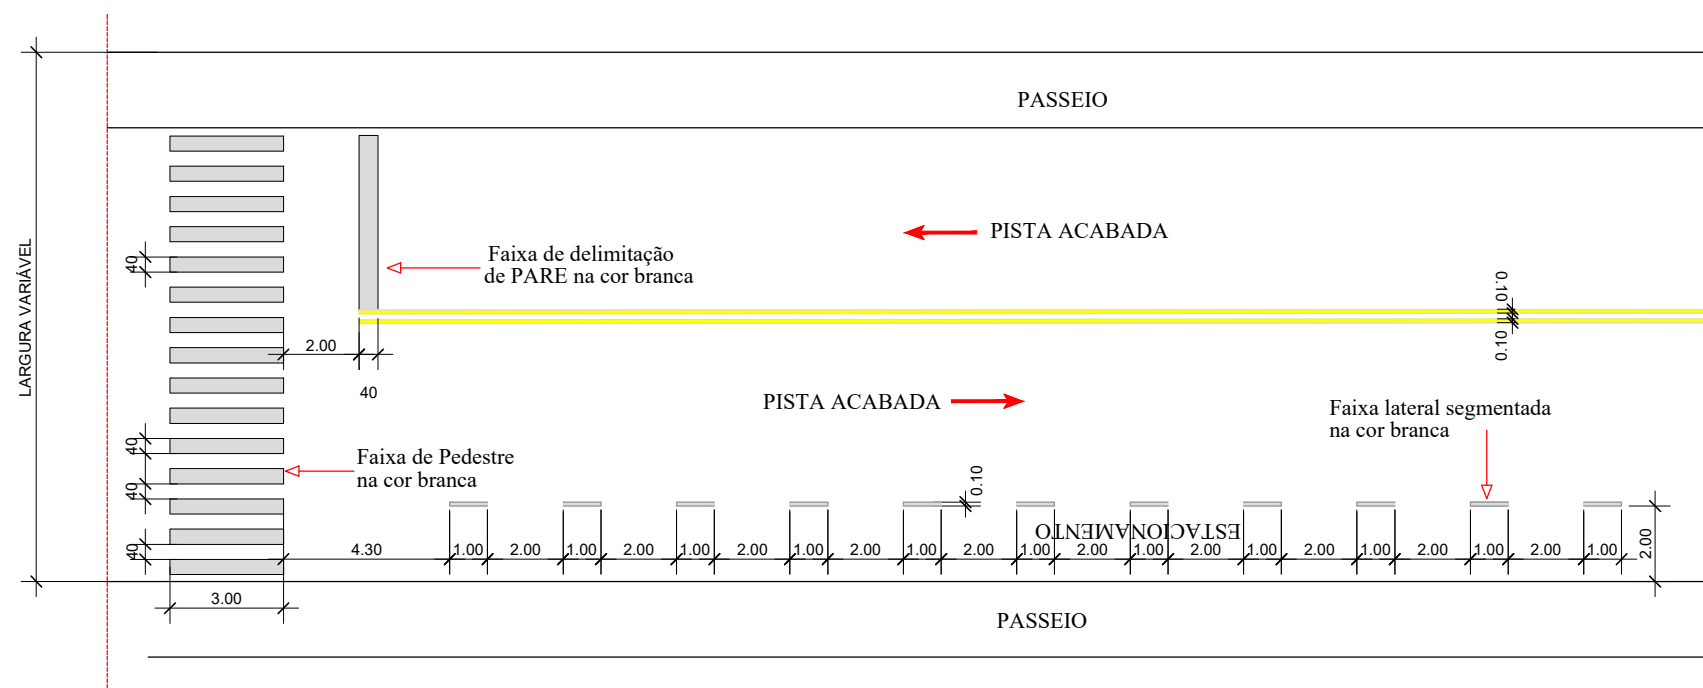 PASSEIO
PISTA ACABADA
Faixa de delimitação
de PARE na cor branca
LARGURA VARIÁVEL
40
0.10
0.10
2.00
40
PISTA ACABADA
Faixa lateral segmentada
na cor branca
40
Faixa de Pedestre
na cor branca
40
0.10
ESTACIONAMENTO
40
4.30
1.00
2.00
1.00
2.00
1.00
2.00
1.00
2.00
1.00
2.00
1.00
2.00
1.00
2.00
1.00
2.00
1.00
2.00
1.00
2.00
1.00
2.00
3.00
PASSEIO